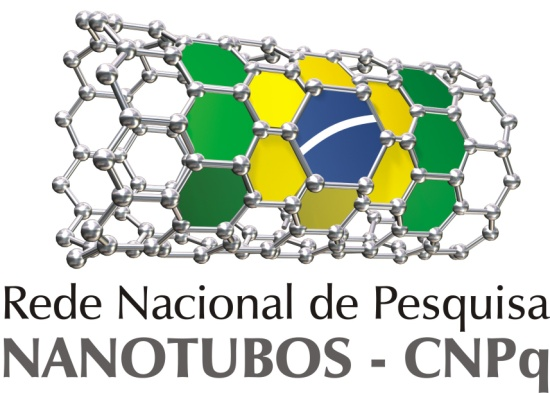 Rede Nacional de Pesquisa
NANOTUBOS - CNPq